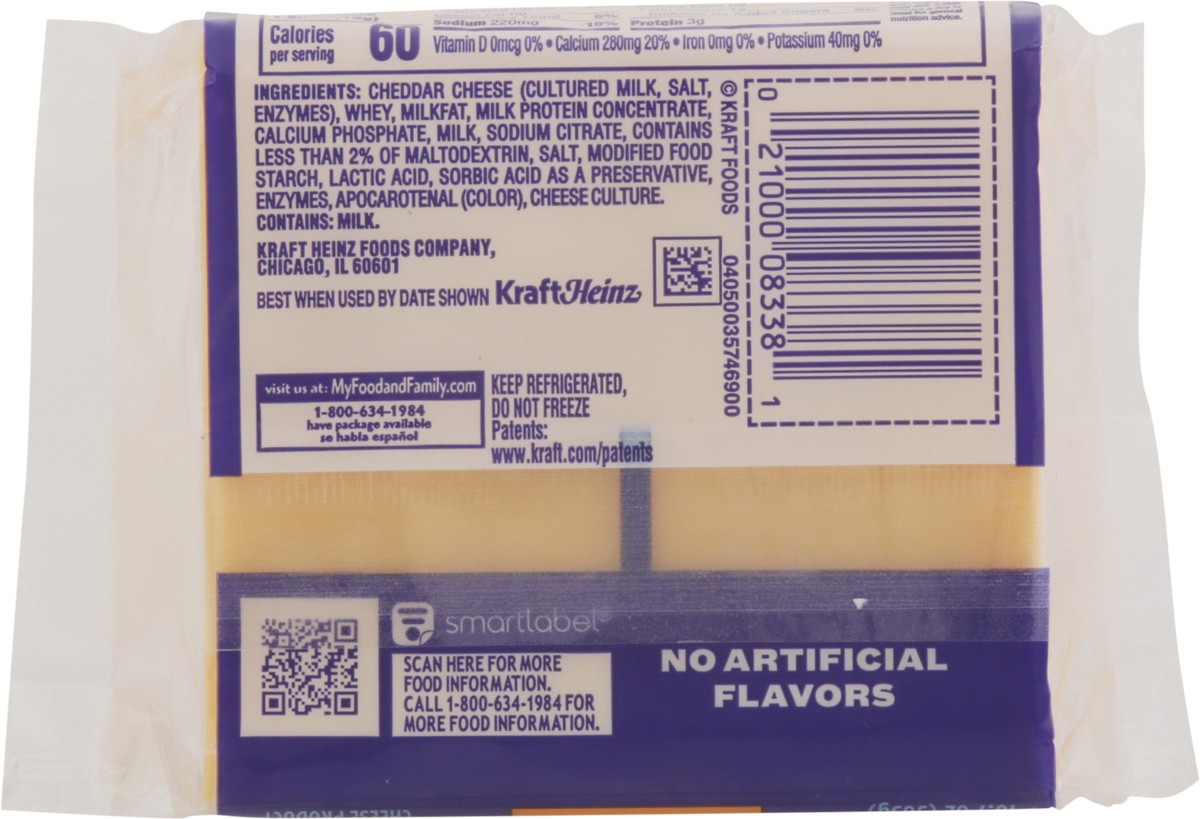 Sodium 220mg 10% Protein 3g
nutrition advice.
Calories
per serving
60
Vitamin D 0mcg 0% • Calcium 280mg 20% • Iron 0mg 0% • Potassium 40mg 0%
INGREDIENTS: CHEDDAR CHEESE (CULTURED MILK, SALT,
ENZYMES), WHEY, MILKFAT, MILK PROTEIN CONCENTRATE,
CALCIUM PHOSPHATE, MILK, SODIUM CITRATE, CONTAINS
LESS THAN 2% OF MALTODEXTRIN, SALT, MODIFIED FOOD
STARCH, LACTIC ACID, SORBIC ACID AS A PRESERVATIVE,
ENZYMES, APOCAROTENAL (COLOR), CHEESE CULTURE.
CONTAINS: MILK.
KRAFT HEINZ FOODS COMPANY,
CHICAGO, IL 60601
BEST WHEN USED BY DATE SHOWN KraftHeinz
© KRAFT FOODS 04050035746900
0 21000 08338 1
visit us at: MyFoodandFamily.com
1-800-634-1984
have package available
se habla español
KEEP REFRIGERATED,
DO NOT FREEZE
Patents:
www.kraft.com/patents
smartlabel®
SCAN HERE FOR MORE
FOOD INFORMATION.
CALL 1-800-634-1984 FOR
MORE FOOD INFORMATION.
NO ARTIFICIAL
FLAVORS
CHEESE PRODUCT